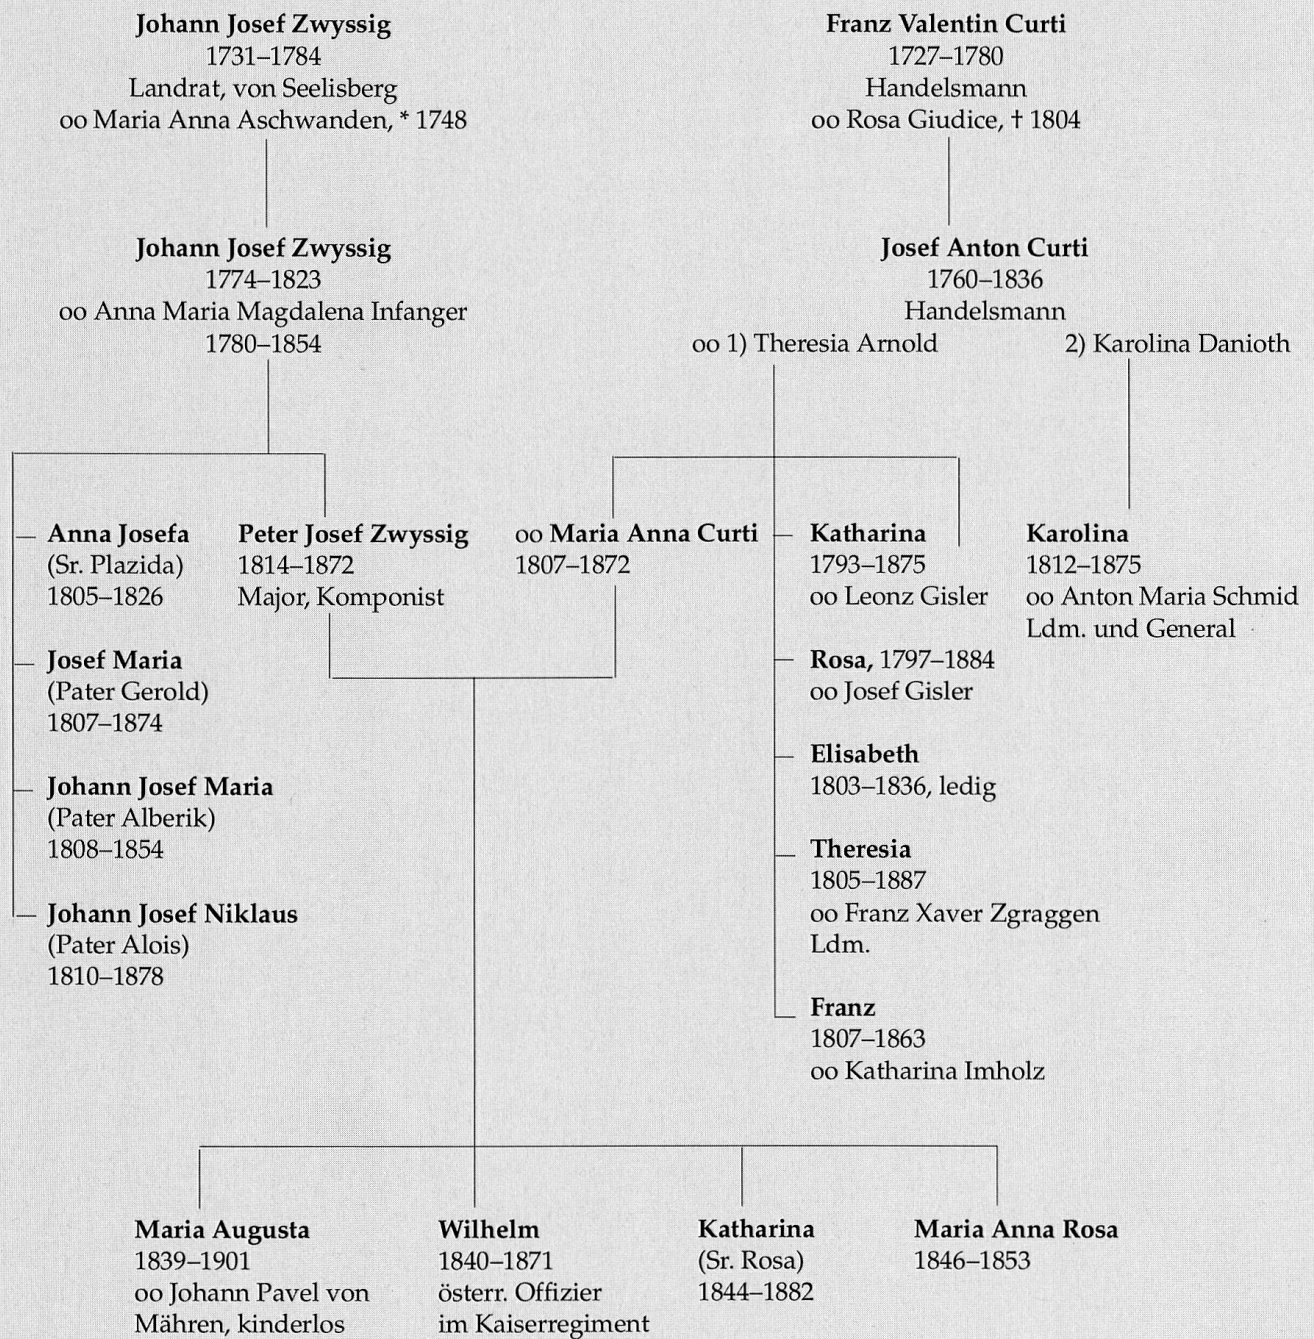 Johann Josef Zwyssig
1731–1784
Landrat, von Seelisberg
oo Maria Anna Aschwanden, * 1748
Franz Valentin Curti
1727–1780
Handelsmann
oo Rosa Giudice, † 1804
Johann Josef Zwyssig
1774–1823
oo Anna Maria Magdalena Infanger
1780–1854
Josef Anton Curti
1760–1836
Handelsmann
oo 1) Theresia Arnold
2) Karolina Danioth
Anna Josefa
(Sr. Plazida)
1805–1826
Josef Maria
(Pater Gerold)
1807–1874
Johann Josef Maria
(Pater Alberik)
1808–1854
Johann Josef Niklaus
(Pater Alois)
1810–1878
Peter Josef Zwyssig
1814–1872
Major, Komponist
oo Maria Anna Curti
1807–1872
Katharina
1793–1875
oo Leonz Gisler
Rosa, 1797–1884
oo Josef Gisler
Elisabeth
1803–1836, ledig
Theresia
1805–1887
oo Franz Xaver Zgraggen
Ldm.
Franz
1807–1863
oo Katharina Imholz
Karolina
1812–1875
oo Anton Maria Schmid
Ldm. und General
Maria Augusta
1839–1901
oo Johann Pavel von
Mähren, kinderlos
Wilhelm
1840–1871
österr. Offizier
im Kaiserregiment
Katharina
(Sr. Rosa)
1844–1882
Maria Anna Rosa
1846–1853